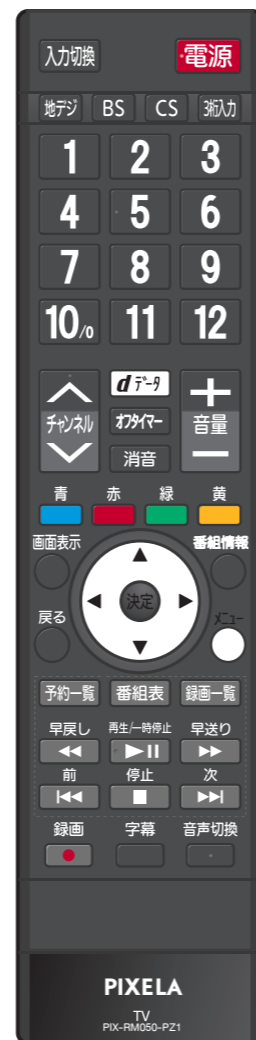 入力切換 電源
地デジ BS CS 3桁入力
1 2 3
4 5 6
7 8 9
10/0 11 12
dデータ
チャンネル オフタイマー 音量
消音
青 赤 緑 黄
画面表示 番組情報
決定
戻る メニュー
予約一覧 番組表 録画一覧
早戻し 再生/一時停止 早送り
前 停止 次
録画 字幕 音声切換
PIXELA
TV
PIX-RM050-PZ1